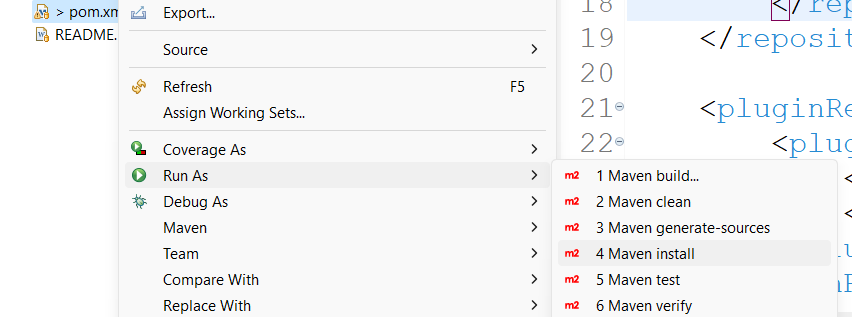 > pom.xm
README.
Export...
Source
Refresh F5
Assign Working Sets...
Coverage As
Run As
Debug As
Maven
Team
Compare With
Replace With
m2 1 Maven build...
m2 2 Maven clean
m2 3 Maven generate-sources
m2 4 Maven install
m2 5 Maven test
m2 6 Maven verify
18 </rep
19 </reposit
20
21 <pluginRe
22 <plug
<
<
lu